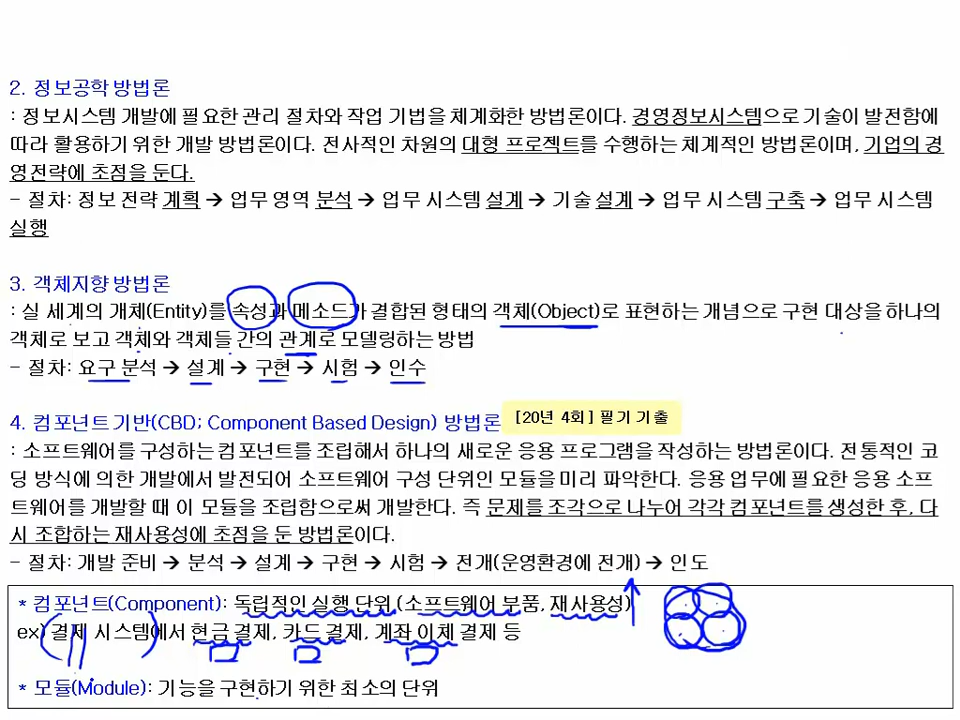 2. 정보공학 방법론
: 정보시스템 개발에 필요한 관리 절차와 작업 기법을 체계화한 방법론이다. 경영정보시스템으로 기술이 발전함에
따라 활용하기 위한 개발 방법론이다. 전사적인 차원의 대형 프로젝트를 수행하는 체계적인 방법론이며, 기업의 경
영전략에 초점을 둔다.
- 절차: 정보 전략 계획 → 업무 영역 분석 → 업무 시스템 설계 → 기술 설계 → 업무 시스템 구축 → 업무 시스템
실행
3. 객체지향 방법론
: 실 세계의 개체(Entity)를 속성과 메소드가 결합된 형태의 객체(Object)로 표현하는 개념으로 구현 대상을 하나의
객체로 보고 객체와 객체들 간의 관계로 모델링하는 방법
- 절차: 요구 분석 → 설계 → 구현 → 시험 → 인수
4. 컴포넌트 기반(CBD; Component Based Design) 방법론 [20년 4회] 필기 기출
: 소프트웨어를 구성하는 컴포넌트를 조립해서 하나의 새로운 응용 프로그램을 작성하는 방법론이다. 전통적인 코
딩 방식에 의한 개발에서 발전되어 소프트웨어 구성 단위인 모듈을 미리 파악한다. 응용 업무에 필요한 응용 소프
트웨어를 개발할 때 이 모듈을 조립함으로써 개발한다. 즉 문제를 조각으로 나누어 각각 컴포넌트를 생성한 후, 다
시 조합하는 재사용성에 초점을 둔 방법론이다.
- 절차: 개발 준비 → 분석 → 설계 → 구현 → 시험 → 전개(운영환경에 전개) → 인도
* 컴포넌트(Component): 독립적인 실행 단위 (소프트웨어 부품, 재사용성)
ex) 결제 시스템에서 현금 결제, 카드 결제, 계좌 이체 결제 등
* 모듈(Module): 기능을 구현하기 위한 최소의 단위